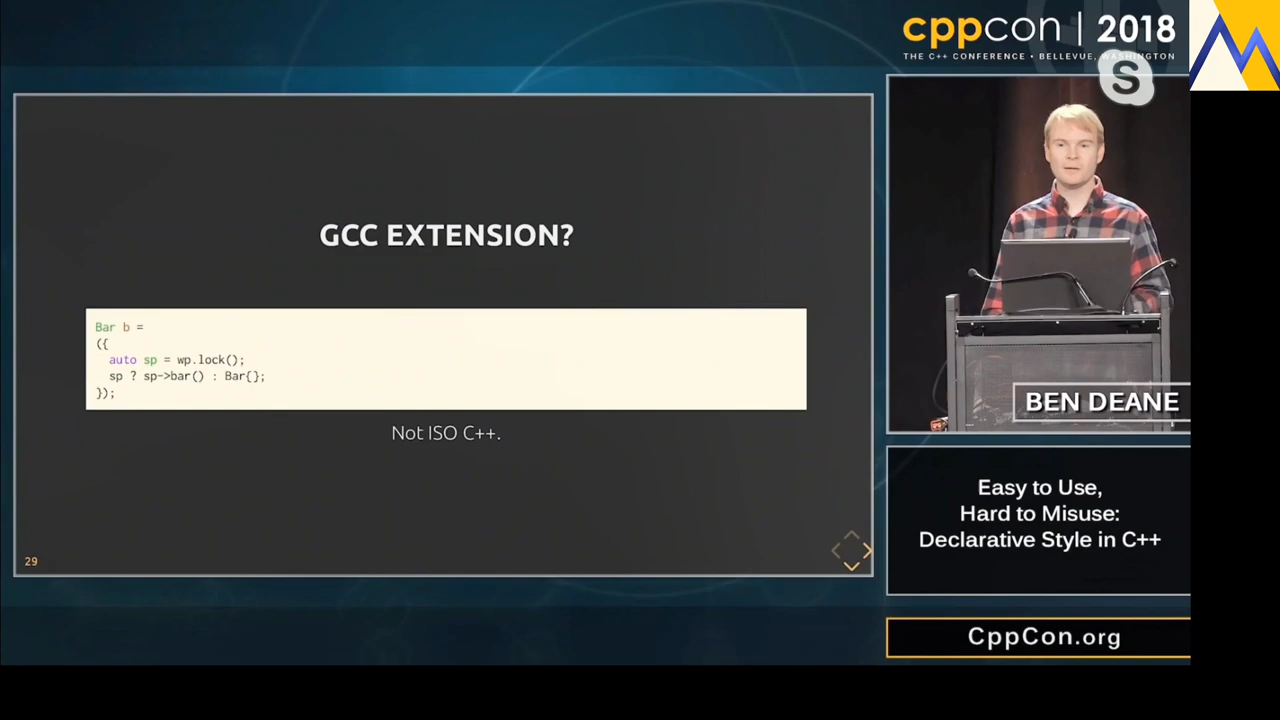 cppcon | 2018
THE C++ CONFERENCE • BELLEVUE, WASHINGTON
S
GCC EXTENSION?
Bar b =
({
  auto sp = wp.lock();
  sp ? sp->bar() : Bar{};
});
Not ISO C++.
29
BEN DEANE
Easy to Use,
Hard to Misuse:
Declarative Style in C++
CppCon.org